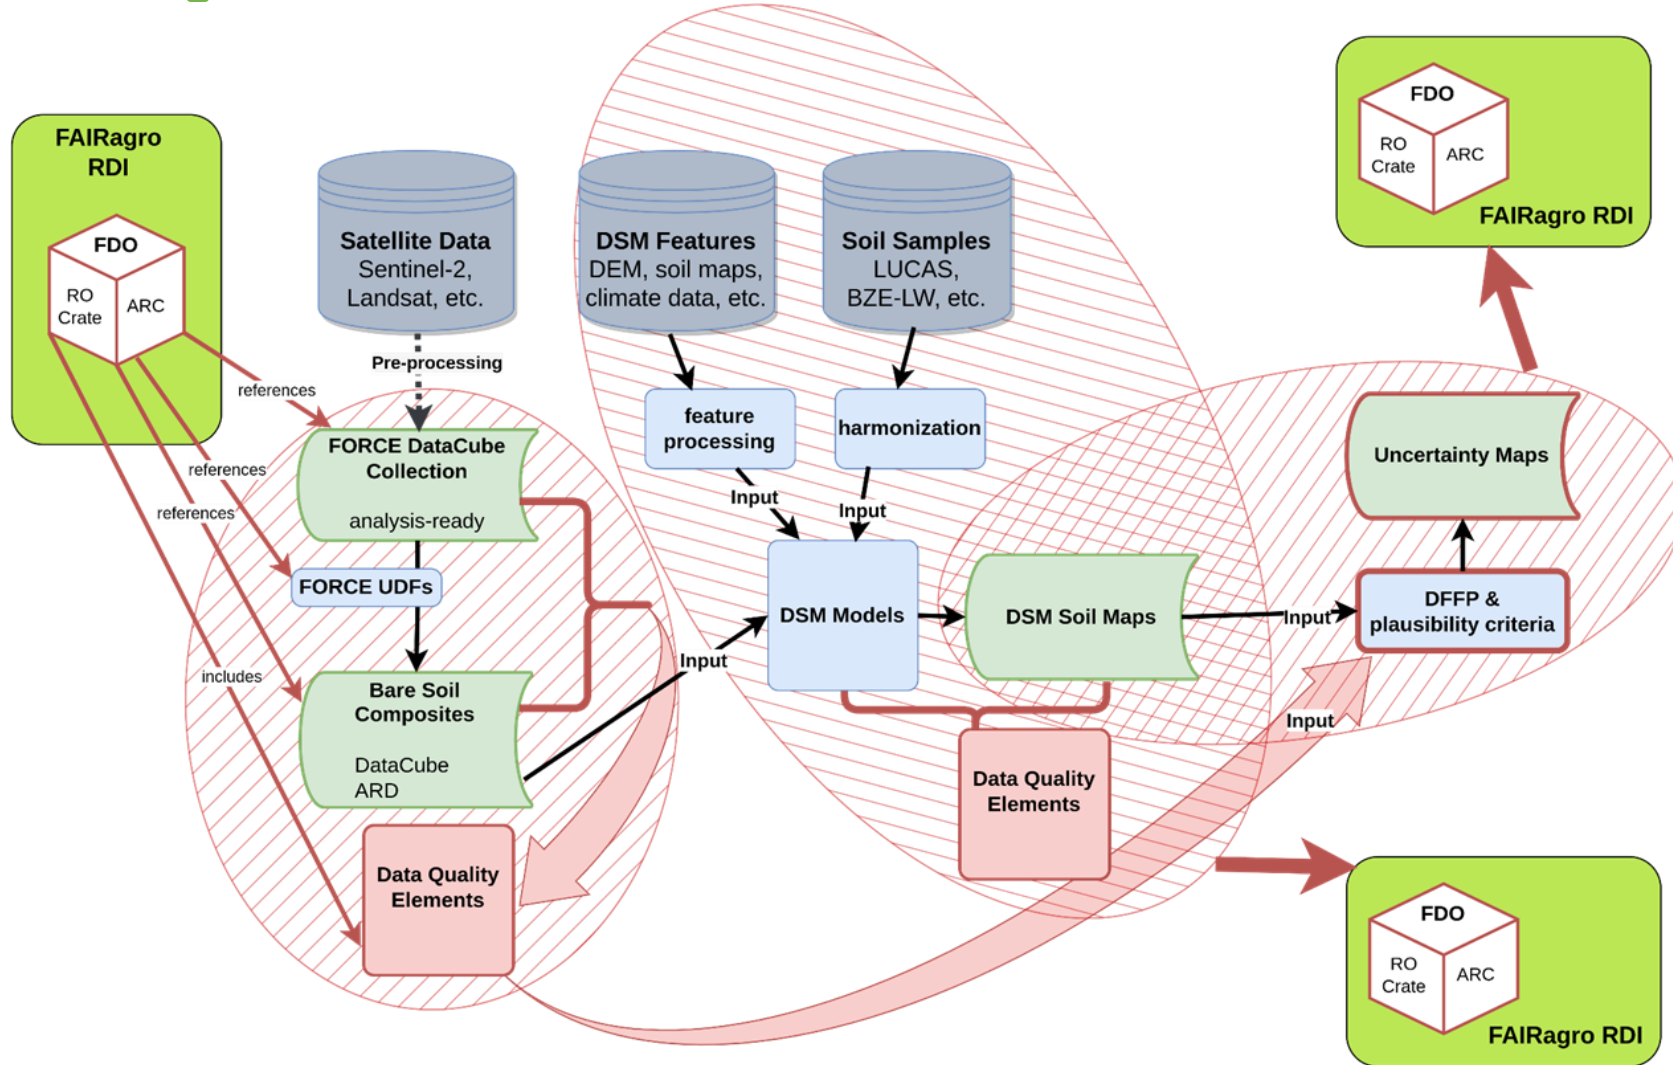 FAIRagro
RDI
FDO
RO
Crate
ARC
Satellite Data
Sentinel-2,
Landsat, etc.
Pre-processing
references
references
references
includes
FORCE DataCube
Collection
analysis-ready
FORCE UDFs
Bare Soil
Composites
DataCube
ARD
Data Quality
Elements
DSM Features
DEM, soil maps,
climate data, etc.
Soil Samples
LUCAS,
BZE-LW, etc.
feature
processing
harmonization
Input
Input
Input
DSM Models
DSM Soil Maps
Data Quality
Elements
Input
Input
Uncertainty Maps
DFFP &
plausibility criteria
FDO
RO
Crate
ARC
FAIRagro RDI
FDO
RO
Crate
ARC
FAIRagro RDI